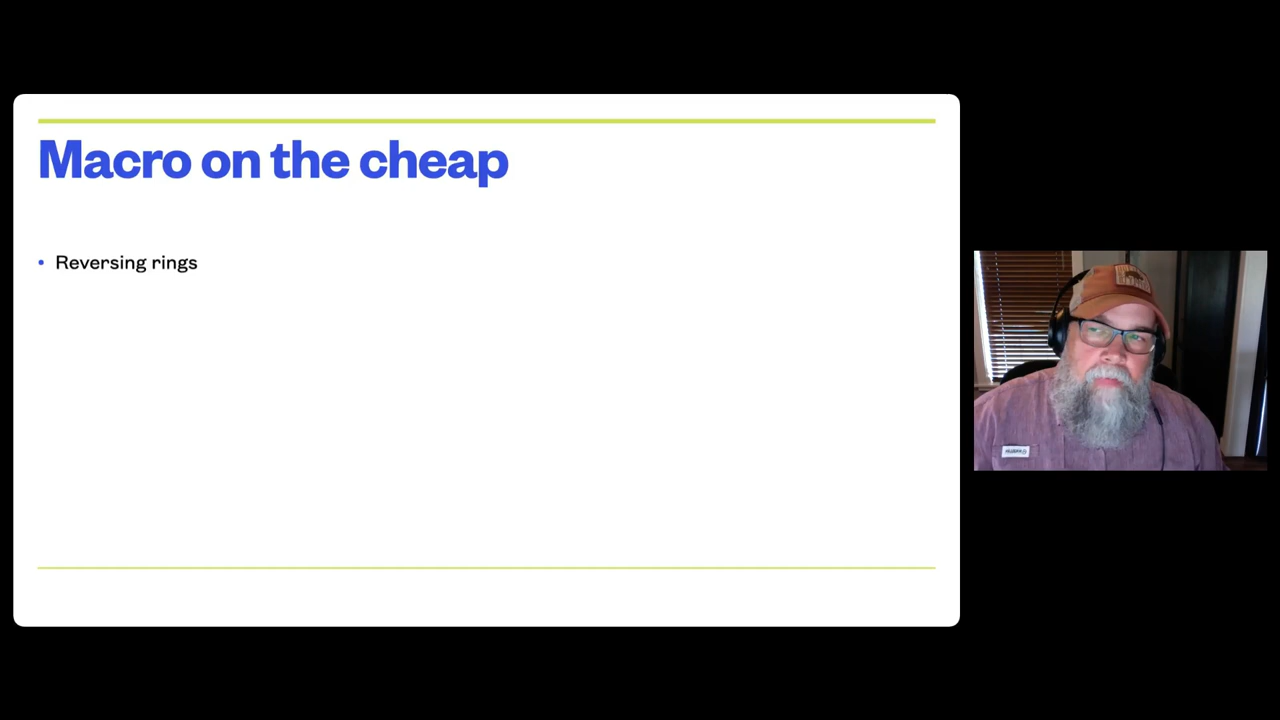 Macro on the cheap
• Reversing rings